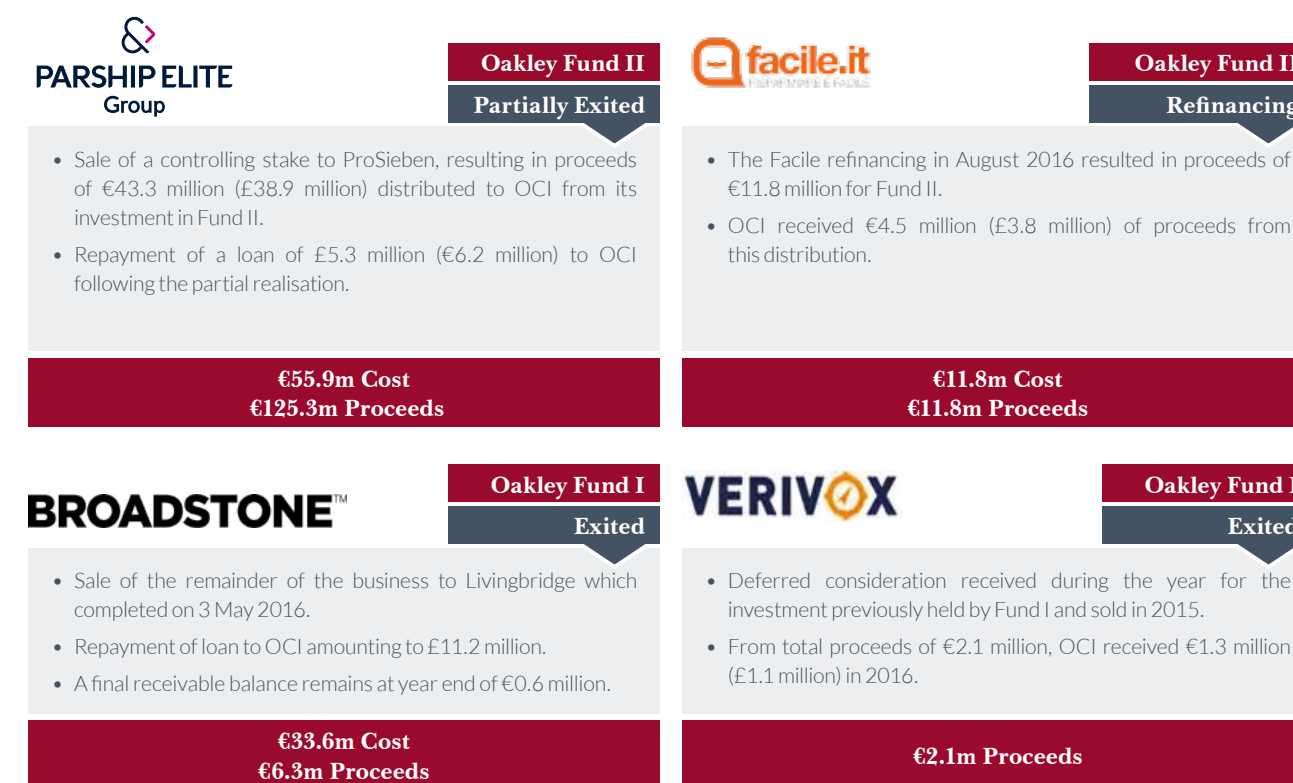 PARSHIP ELITE
Group
Oakley Fund II
Partially Exited
• Sale of a controlling stake to ProSieben, resulting in proceeds
of €43.3 million (£38.9 million) distributed to OCI from its
investment in Fund II.
• Repayment of a loan of £5.3 million (€6.2 million) to OCI
following the partial realisation.
€55.9m Cost
€125.3m Proceeds
facile.it
Oakley Fund II
Refinancing
• The Facile refinancing in August 2016 resulted in proceeds of
€11.8 million for Fund II.
• OCI received €4.5 million (£3.8 million) of proceeds from
this distribution.
€11.8m Cost
€11.8m Proceeds
BROADSTONE™
Oakley Fund I
Exited
• Sale of the remainder of the business to Livingbridge which
completed on 3 May 2016.
• Repayment of loan to OCI amounting to £11.2 million.
• A final receivable balance remains at year end of €0.6 million.
€33.6m Cost
€6.3m Proceeds
VERIVOX
Oakley Fund I
Exited
• Deferred consideration received during the year for the
investment previously held by Fund I and sold in 2015.
• From total proceeds of €2.1 million, OCI received €1.3 million
(£1.1 million) in 2016.
€2.1m Proceeds